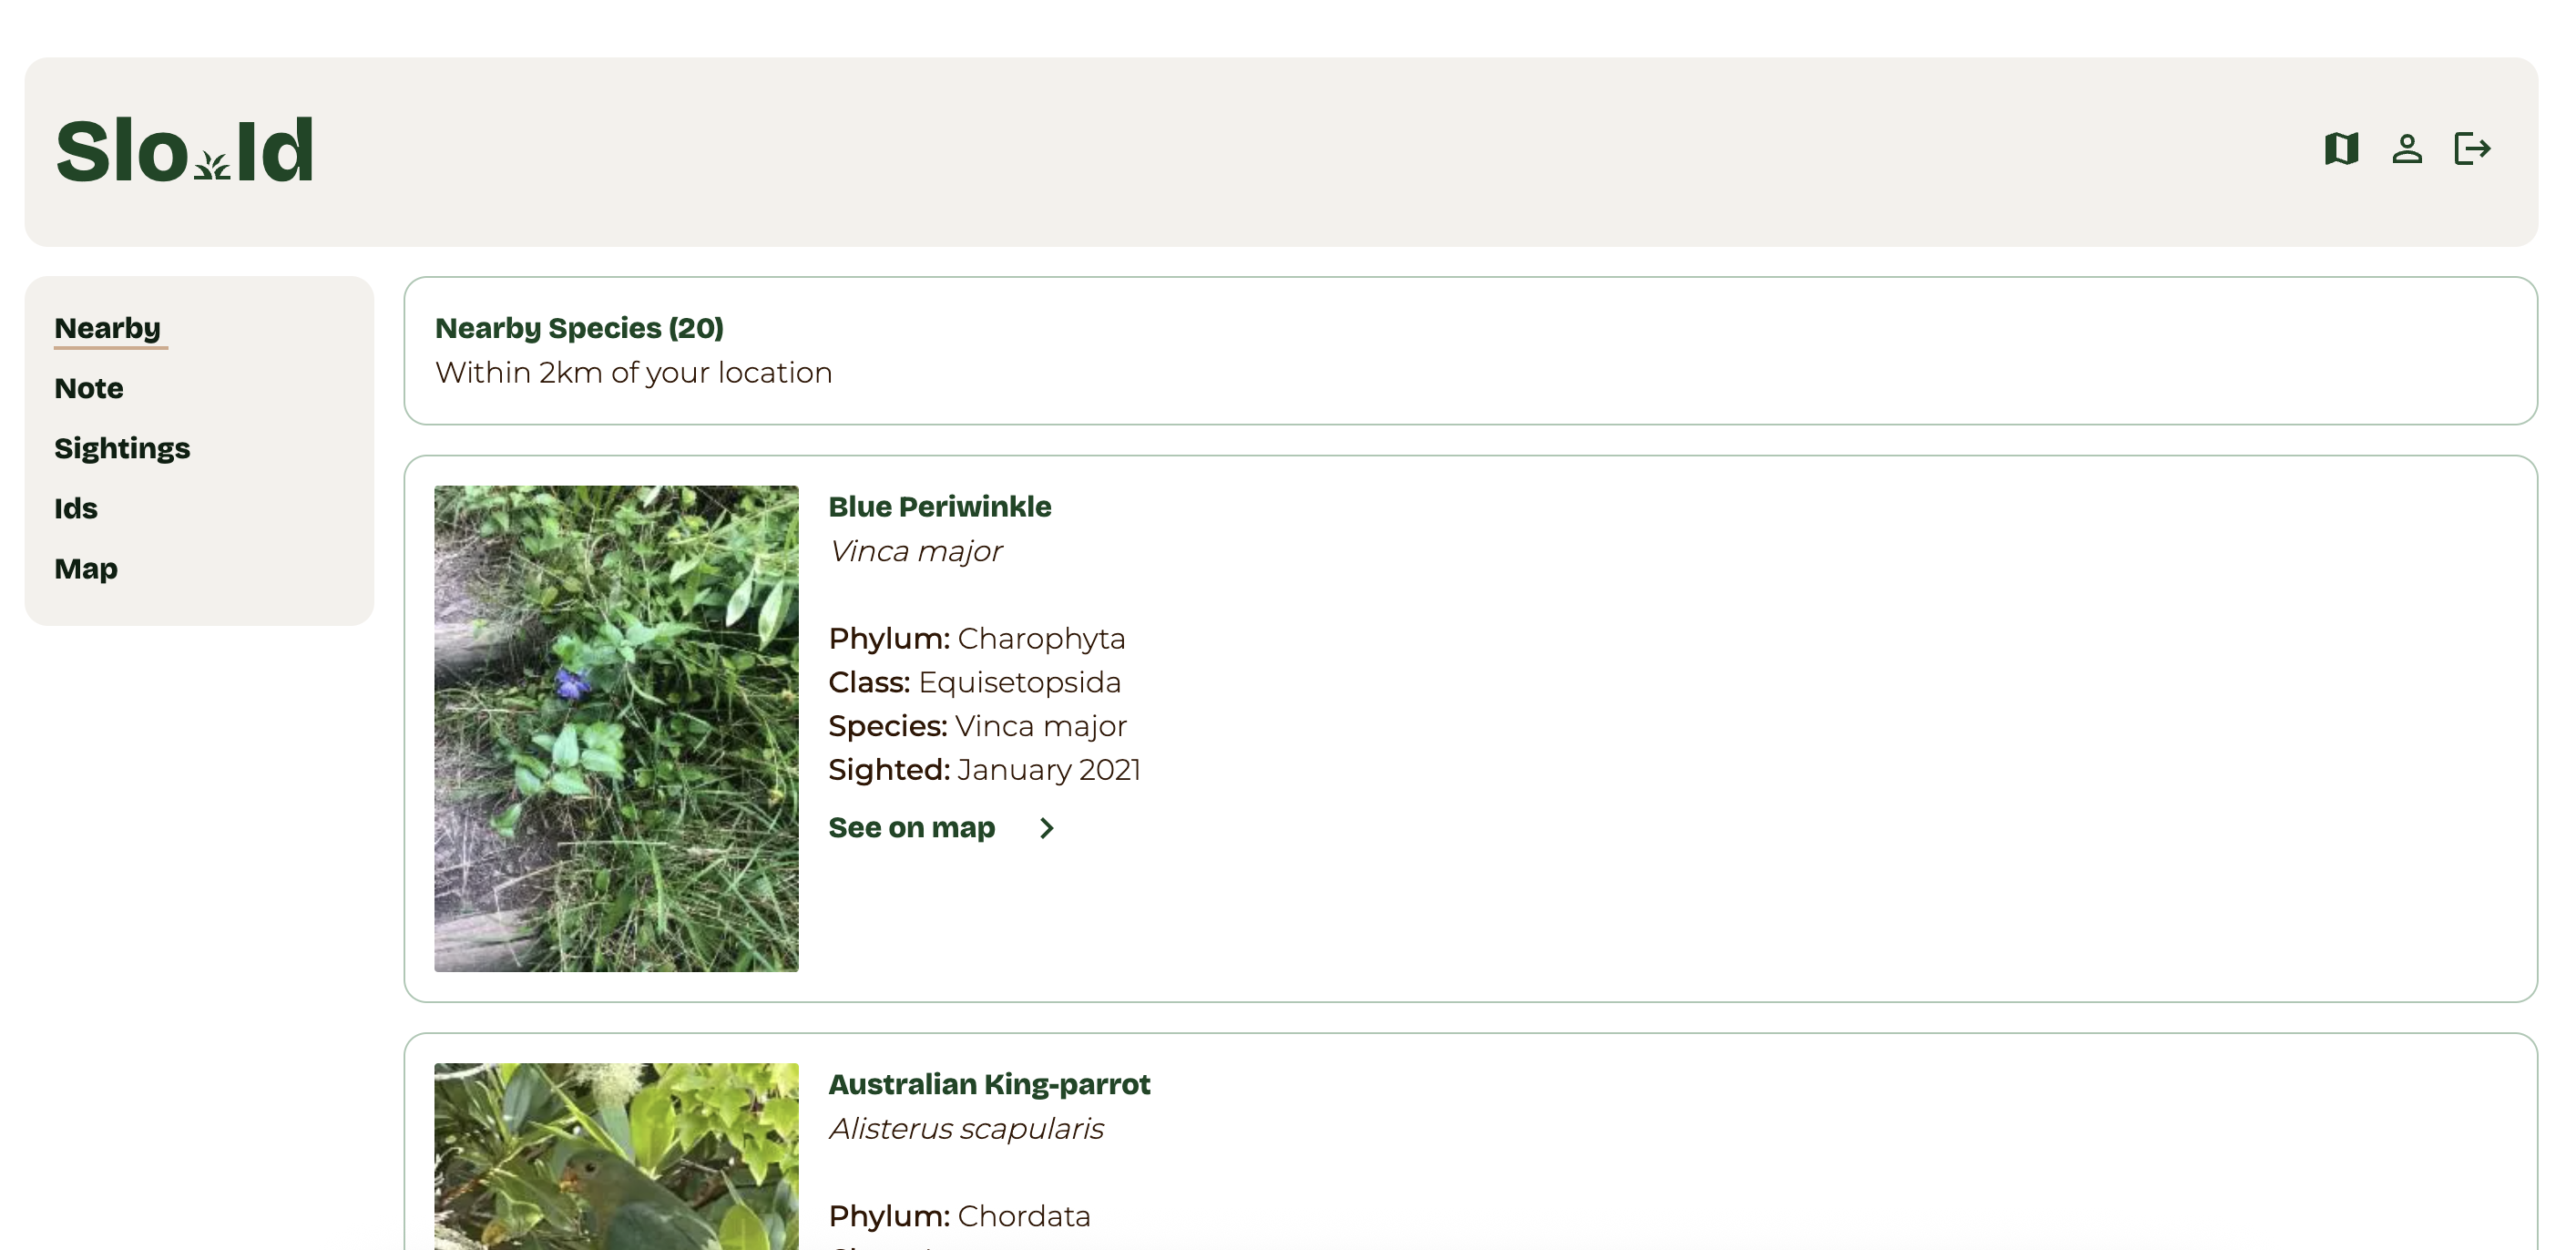 Slo Id
Nearby
Note
Sightings
Ids
Map
Nearby Species (20)
Within 2km of your location
Blue Periwinkle
Vinca major
Phylum: Charophyta
Class: Equisetopsida
Species: Vinca major
Sighted: January 2021
See on map
Australian King-parrot
Alisterus scapularis
Phylum: Chordata